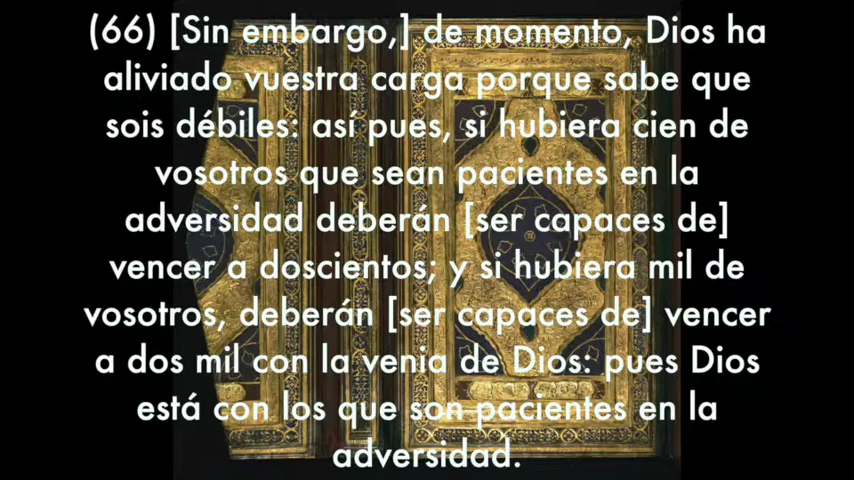 (66) [Sin embargo,] de momento, Dios ha
aliviado vuestra carga porque sabe que
sois débiles: así pues, si hubiera cien de
vosotros que sean pacientes en la
adversidad deberán [ser capaces de]
vencer a doscientos; y si hubiera mil de
vosotros, deberán [ser capaces de] vencer
a dos mil con la venia de Dios: pues Dios
está con los que son pacientes en la
adversidad.